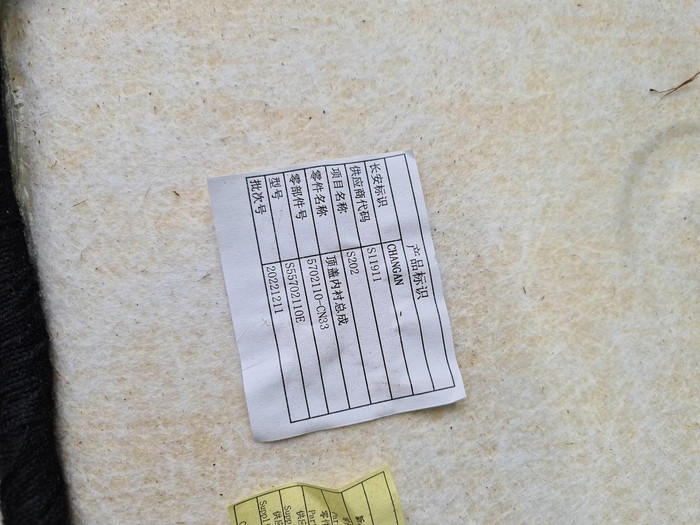 产品标识
长安标识 CHANGAN
供应商代码 S11911
项目名称 S202
零件名称 顶盖内衬总成
零部件号 5702110-CN33
型号 S55702110E
批次号 20221211